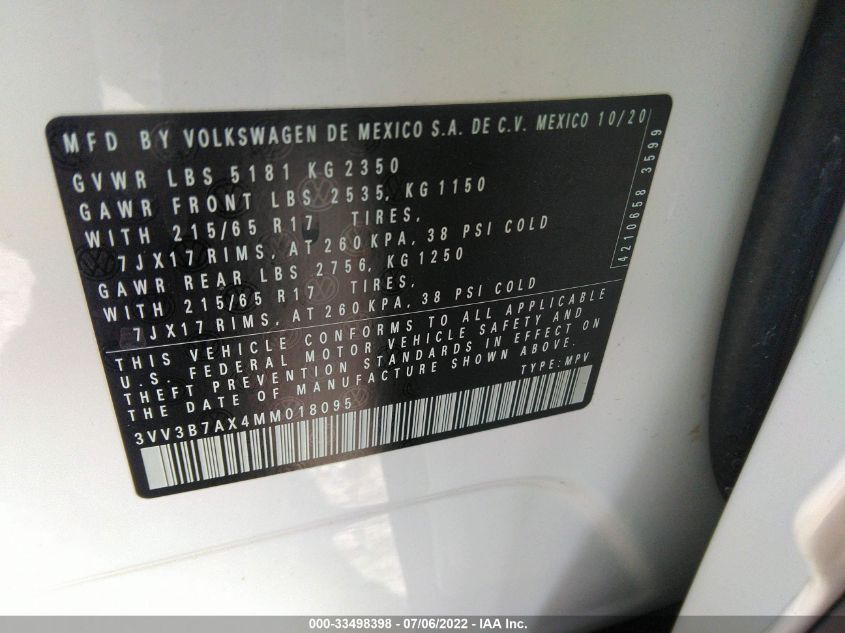 MFD BY VOLKSWAGEN DE MEXICO S.A. DE C.V. MEXICO 10/20
GVWR LBS 5181 KG 2350
GAWR FRONT LBS 2535, KG 1150
WITH 215/65 R17 TIRES,
7JX17 RIMS, AT 260 KPA, 38 PSI COLD
GAWR REAR LBS 2756, KG 1250
WITH 215/65 R17 TIRES,
7JX17 RIMS, AT 260 KPA, 38 PSI COLD
4210658 3599
THIS VEHICLE CONFORMS TO ALL APPLICABLE
U.S. FEDERAL MOTOR VEHICLE SAFETY AND
THEFT PREVENTION STANDARDS IN EFFECT ON
THE DATE OF MANUFACTURE SHOWN ABOVE.
TYPE: MPV
3VV3B7AX4MM018095
000-33498398 - 07/06/2022 - IAA Inc.